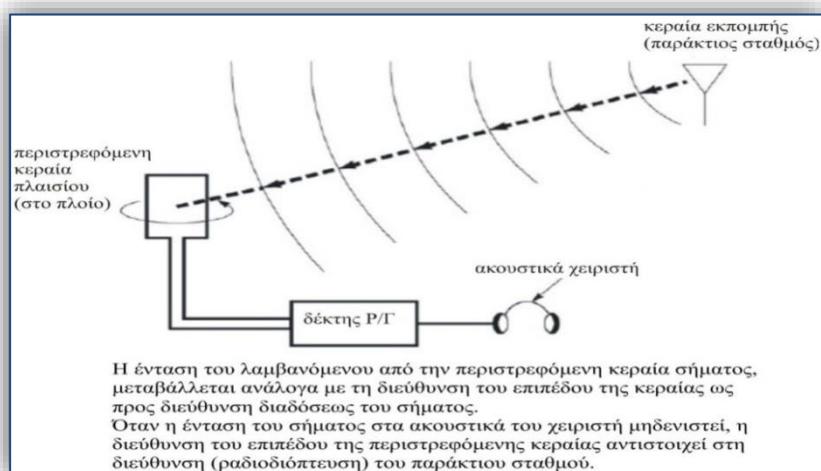 κεραία εκπομπής
(παράκτιος σταθμός)
περιστρεφόμενη
κεραία
πλαισίου
(στο πλοίο)
ακουστικά χειριστή
δέκτης Ρ/Γ
Η ένταση του λαμβανόμενου από την περιστρεφόμενη κεραία σήματος,
μεταβάλλεται ανάλογα με τη διεύθυνση του επιπέδου της κεραίας ως
προς διεύθυνση διαδόσεως του σήματος.
Όταν η ένταση του σήματος στα ακουστικά του χειριστή μηδενιστεί, η
διεύθυνση του επιπέδου της περιστρεφόμενης κεραίας αντιστοιχεί στη
διεύθυνση (ραδιοδιόπτευση) του παράκτιου σταθμού.